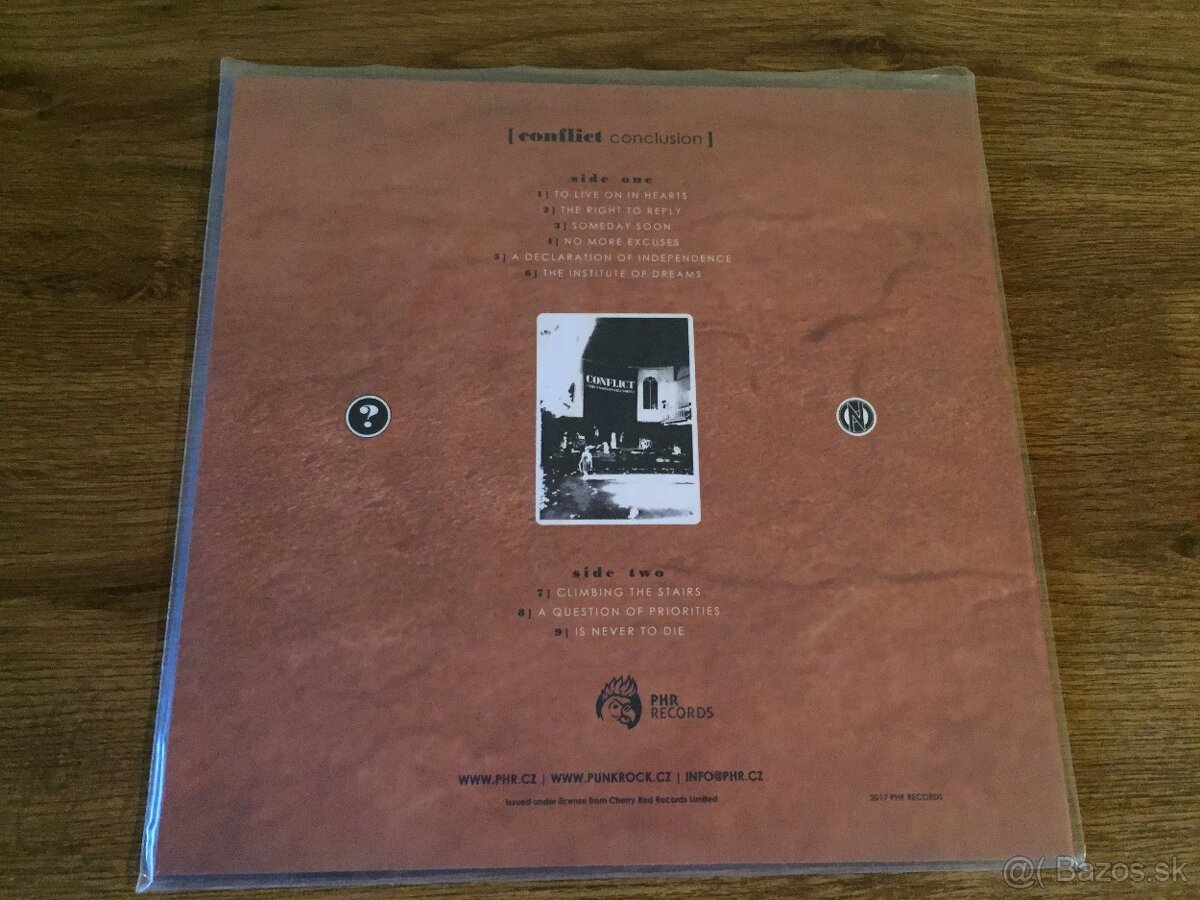 [ conflict conclusion ]
side one
1] TO LIVE ON IN HEARTS
2] THE RIGHT TO REPLY
3] SOMEDAY SOON
4] NO MORE EXCUSES
5] A DECLARATION OF INDEPENDENCE
6] THE INSTITUTE OF DREAMS
CONFLICT
?
side two
7] CLIMBING THE STAIRS
8] A QUESTION OF PRIORITIES
9] IS NEVER TO DIE
PHR
RECORDS
WWW.PHR.CZ | WWW.PUNKROCK.CZ | INFO@PHR.CZ
Issued under license from Cherry Red Records Limited
2017 PHR RECORDS
@( Bazos.sk